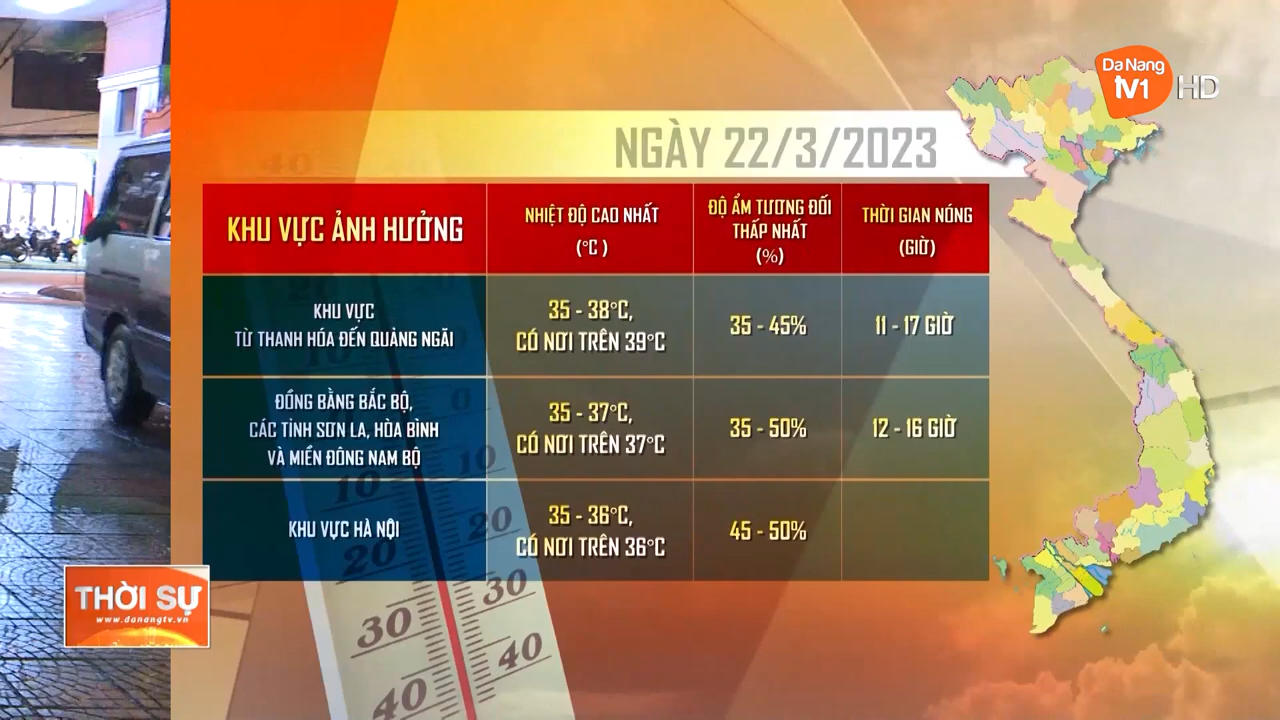 Da Nang
TV1 HD
NGÀY 22/3/2023
KHU VỰC ẢNH HƯỞNG
NHIỆT ĐỘ CAO NHẤT
(°C )
ĐỘ ẨM TƯƠNG ĐỐI
THẤP NHẤT
(%)
THỜI GIAN NÓNG
(GIỜ)
KHU VỰC
TỪ THANH HÓA ĐẾN QUẢNG NGÃI
35 - 38°C,
CÓ NƠI TRÊN 39°C
35 - 45%
11 - 17 GIỜ
ĐỒNG BẰNG BẮC BỘ,
CÁC TỈNH SƠN LA, HÒA BÌNH
VÀ MIỀN ĐÔNG NAM BỘ
35 - 37°C,
CÓ NƠI TRÊN 37°C
35 - 50%
12 - 16 GIỜ
KHU VỰC HÀ NỘI
35 - 36°C,
CÓ NƠI TRÊN 36°C
45 - 50%
THỜI SỰ
www.danangtv.vn
0
10
10
20
20
30
30
40
40